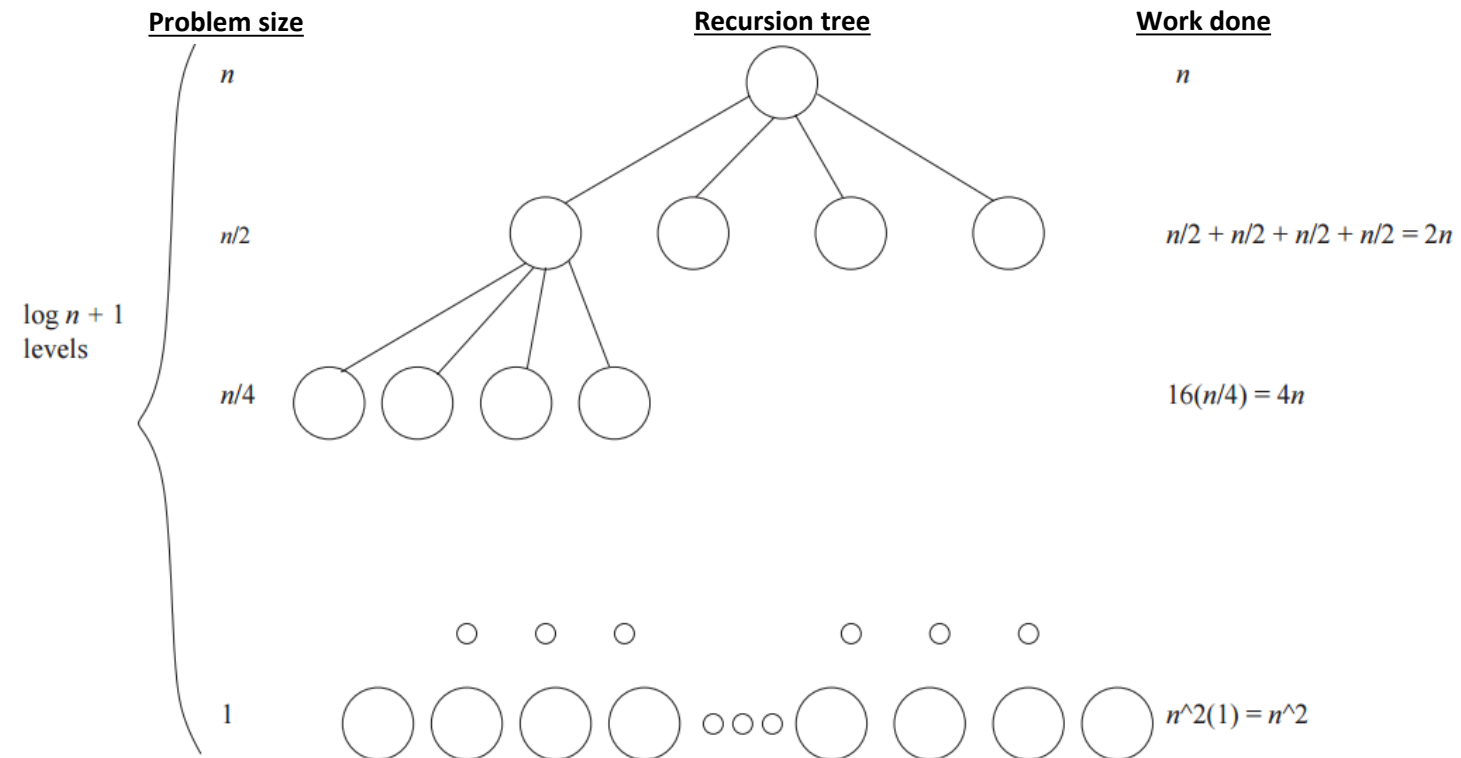 Problem size
Recursion tree
Work done
n
n
n/2
n/2 + n/2 + n/2 + n/2 = 2n
log n + 1
levels
n/4
16(n/4) = 4n
1
n^2(1) = n^2